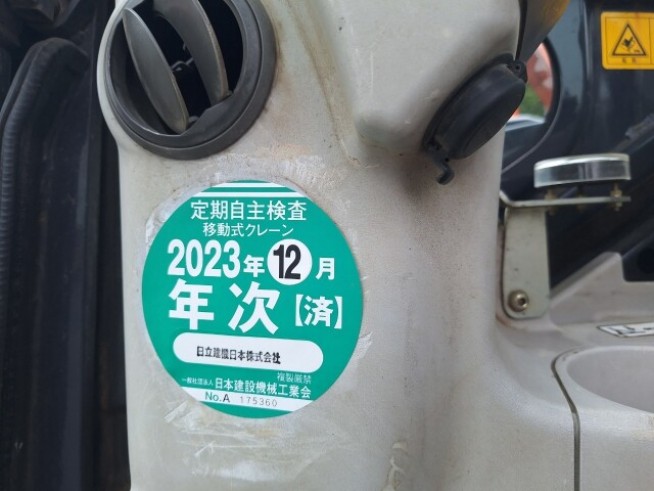 定期自主検査
移動式クレーン
2023年12月
年次【済】
日立建機日本株式会社
複製厳禁
一般社団法人 日本建設機械工業会
No.A 175360